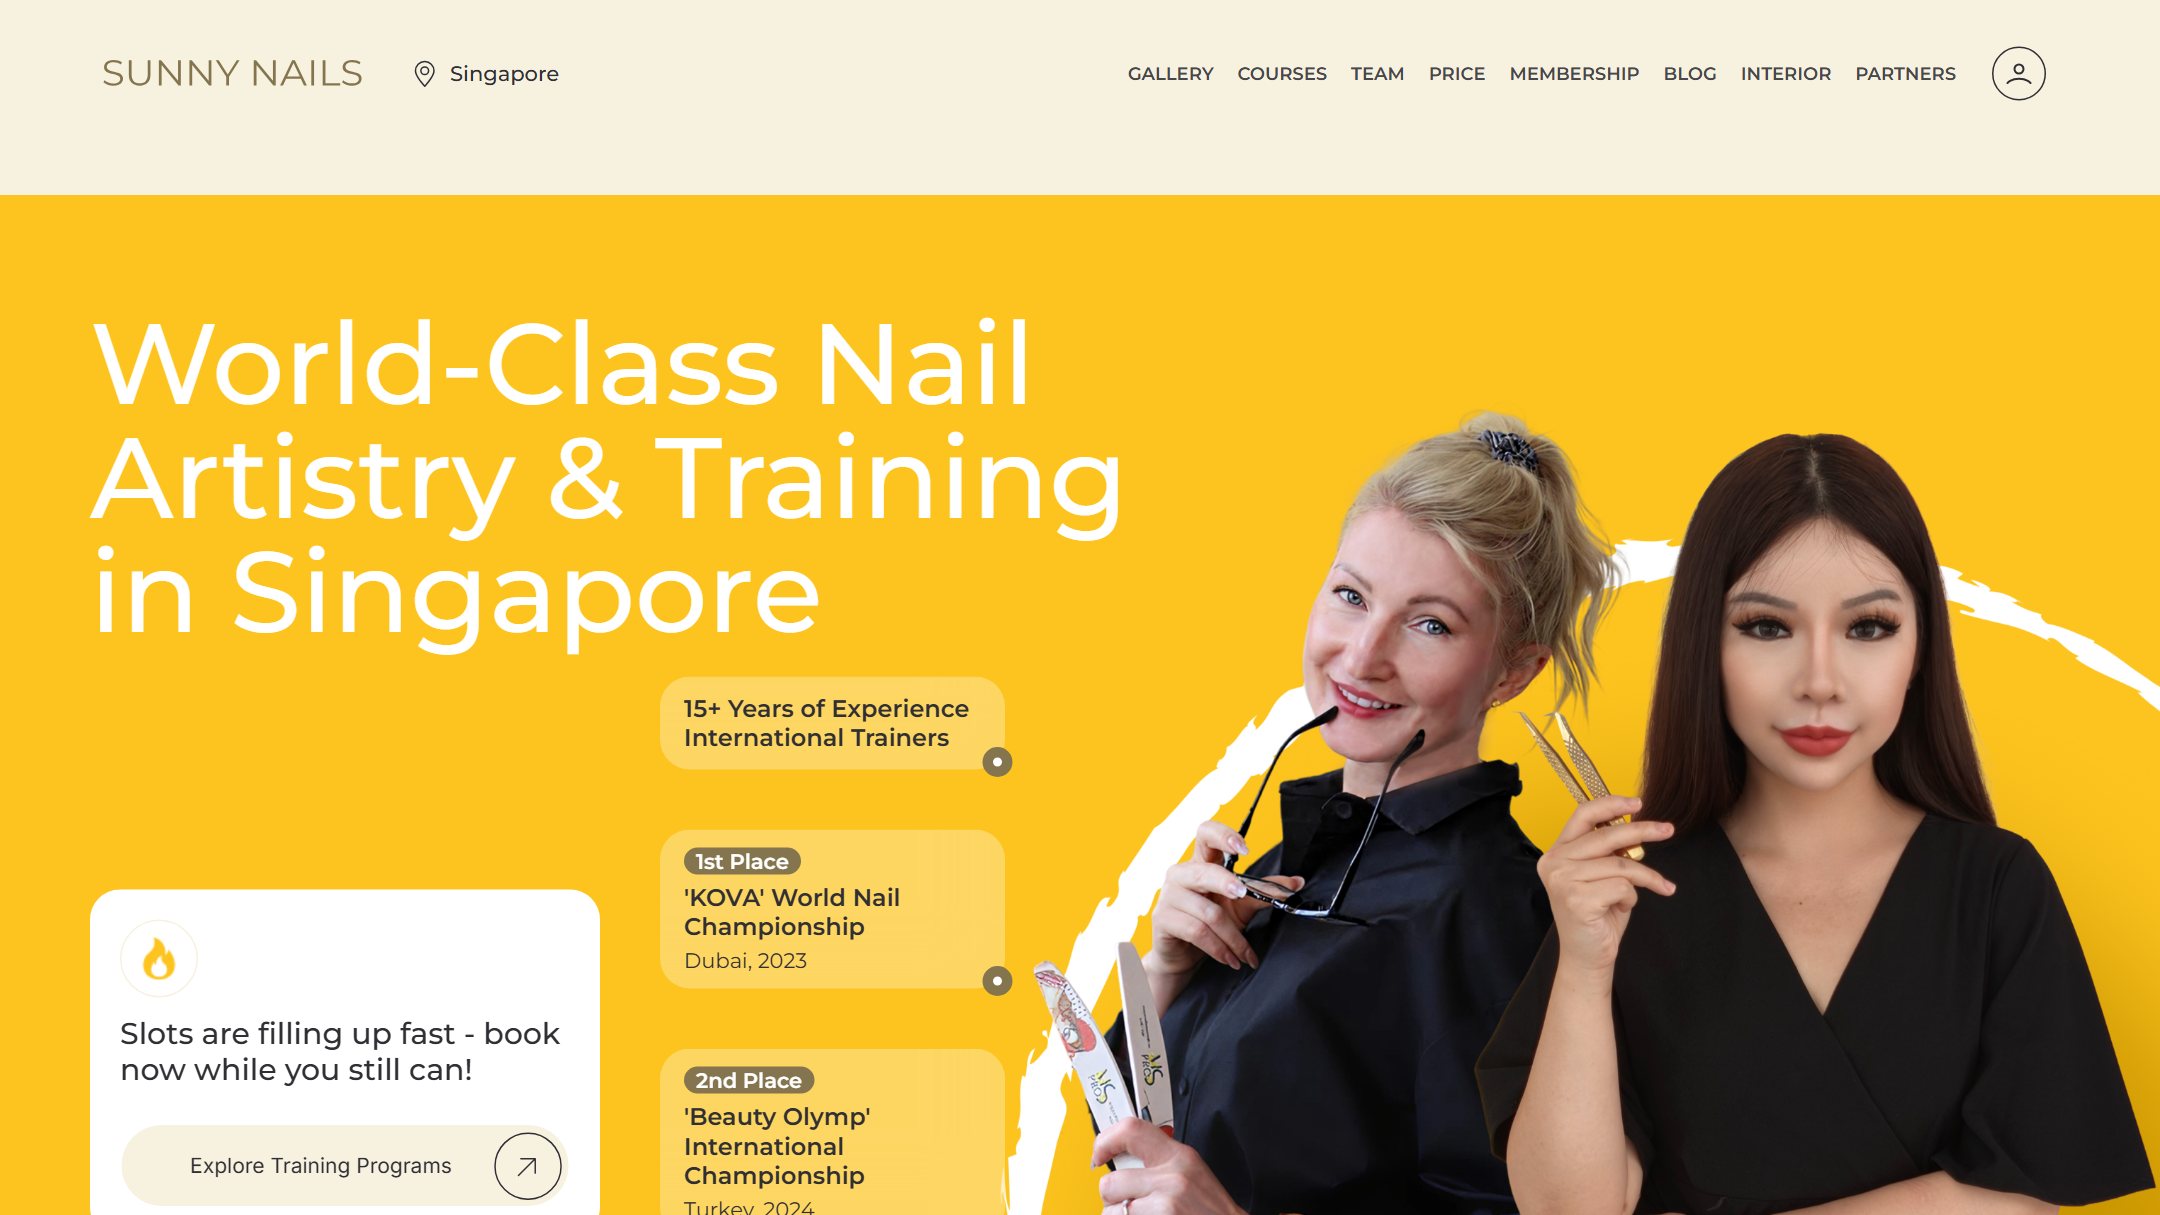 SUNNY NAILS
Singapore
GALLERY COURSES TEAM PRICE MEMBERSHIP BLOG INTERIOR PARTNERS
World-Class Nail
Artistry & Training
in Singapore
15+ Years of Experience
International Trainers
1st Place
'KOVA' World Nail
Championship
Dubai, 2023
2nd Place
'Beauty Olymp'
International
Championship
Turkey, 2024
Slots are filling up fast - book
now while you still can!
Explore Training Programs